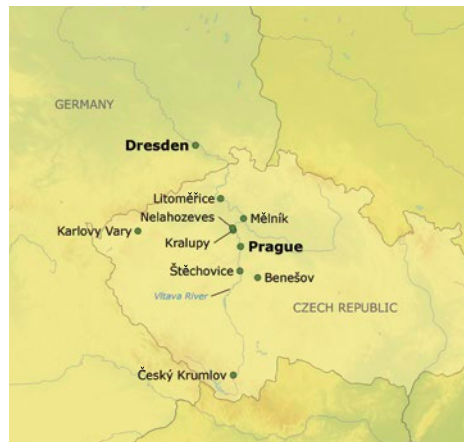 GERMANY
Dresden
Litoměřice
Nelahozeves
Mělník
Karlovy Vary
Kralupy
Prague
Štěchovice
Benešov
Vltava River
CZECH REPUBLIC
Český Krumlov